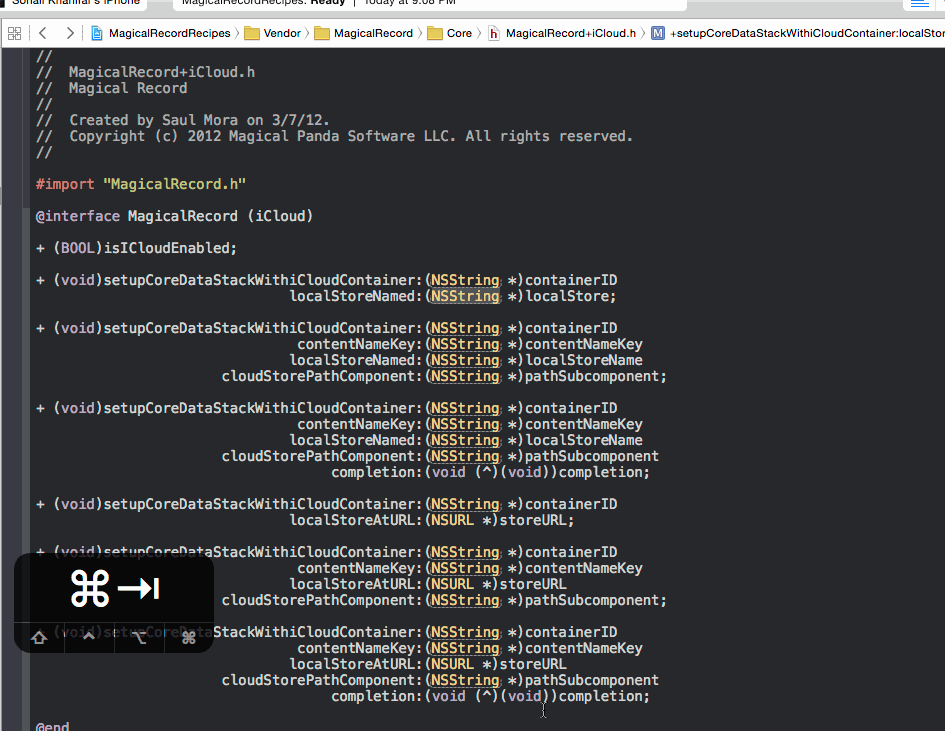 Sohail Khanifar's iPhone
MagicalRecordRecipes: Ready | Today at 9:08 PM
MagicalRecordRecipes Vendor MagicalRecord Core MagicalRecord+iCloud.h +setupCoreDataStackWithiCloudContainer:localStor
//
// MagicalRecord+iCloud.h
// Magical Record
//
// Created by Saul Mora on 3/7/12.
// Copyright (c) 2012 Magical Panda Software LLC. All rights reserved.
//
#import "MagicalRecord.h"
@interface MagicalRecord (iCloud)
+ (BOOL)isICloudEnabled;
+ (void)setupCoreDataStackWithiCloudContainer:(NSString *)containerID
localStoreNamed:(NSString *)localStore;
+ (void)setupCoreDataStackWithiCloudContainer:(NSString *)containerID
contentNameKey:(NSString *)contentNameKey
localStoreNamed:(NSString *)localStoreName
cloudStorePathComponent:(NSString *)pathSubcomponent;
+ (void)setupCoreDataStackWithiCloudContainer:(NSString *)containerID
contentNameKey:(NSString *)contentNameKey
localStoreNamed:(NSString *)localStoreName
cloudStorePathComponent:(NSString *)pathSubcomponent
completion:(void (^)(void))completion;
+ (void)setupCoreDataStackWithiCloudContainer:(NSString *)containerID
localStoreAtURL:(NSURL *)storeURL;
+ (void)setupCoreDataStackWithiCloudContainer:(NSString *)containerID
contentNameKey:(NSString *)contentNameKey
localStoreAtURL:(NSURL *)storeURL
cloudStorePathComponent:(NSString *)pathSubcomponent;
(void)setupCoreDataStackWithiCloudContainer:(NSString *)containerID
contentNameKey:(NSString *)contentNameKey
localStoreAtURL:(NSURL *)storeURL
cloudStorePathComponent:(NSString *)pathSubcomponent
completion:(void (^)(void))completion;
@end
⌘⇥
⇧ ⌃ ⌥ ⌘